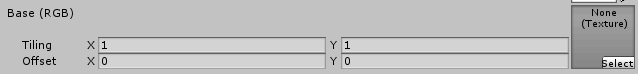 Base (RGB)
None
(Texture)
Tiling X 1 Y 1
Offset X 0 Y 0
Select